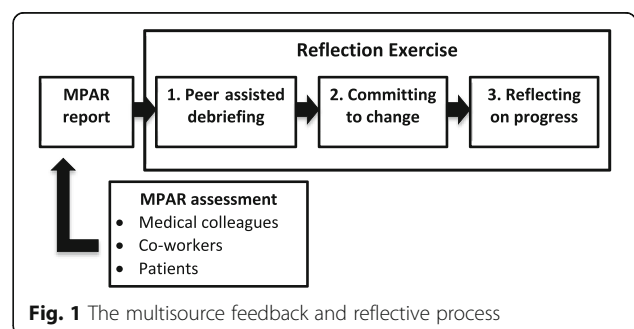 Reflection Exercise
MPAR
report
1. Peer assisted
debriefing
2. Committing
to change
3. Reflecting
on progress
MPAR assessment
• Medical colleagues
• Co-workers
• Patients
Fig. 1 The multisource feedback and reflective process